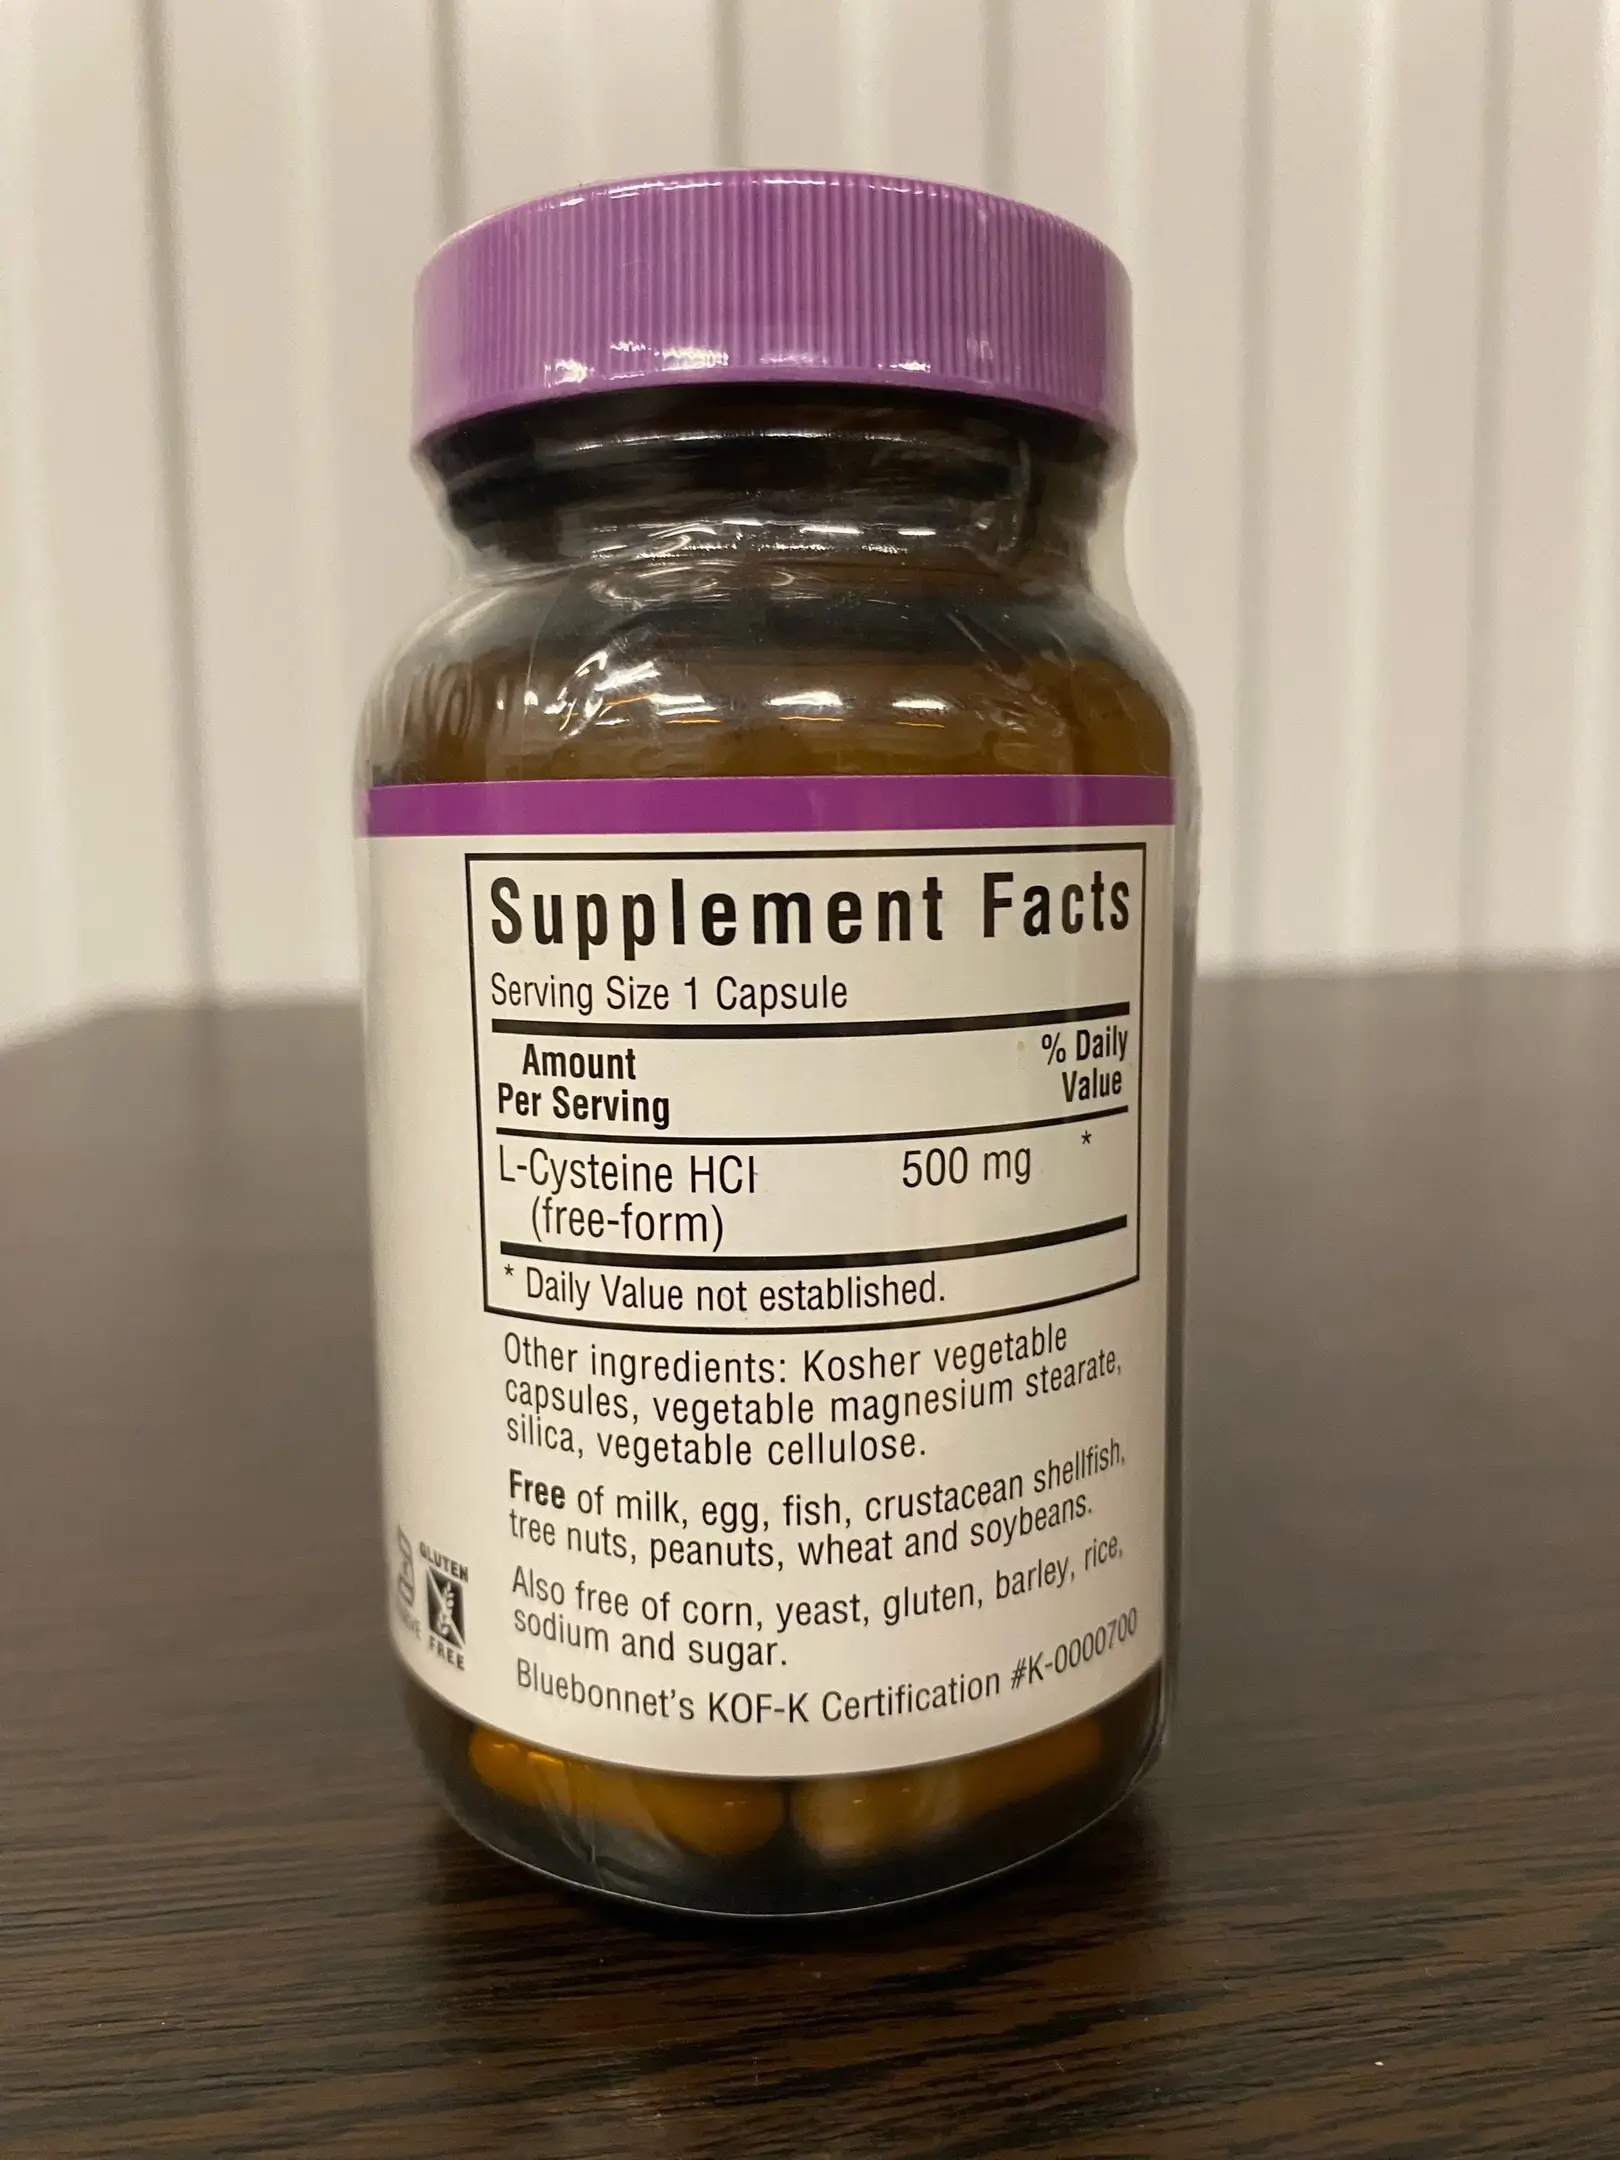 Supplement Facts
Serving Size 1 Capsule
Amount
Per Serving
% Daily
Value
L-Cysteine HCl 500 mg *
(free-form)
* Daily Value not established.
Other ingredients: Kosher vegetable
capsules, vegetable magnesium stearate,
silica, vegetable cellulose.
Free of milk, egg, fish, crustacean shellfish,
tree nuts, peanuts, wheat and soybeans.
Also free of corn, yeast, gluten, barley, rice,
sodium and sugar.
Bluebonnet's KOF-K Certification #K-0000700
GLUTEN
FREE